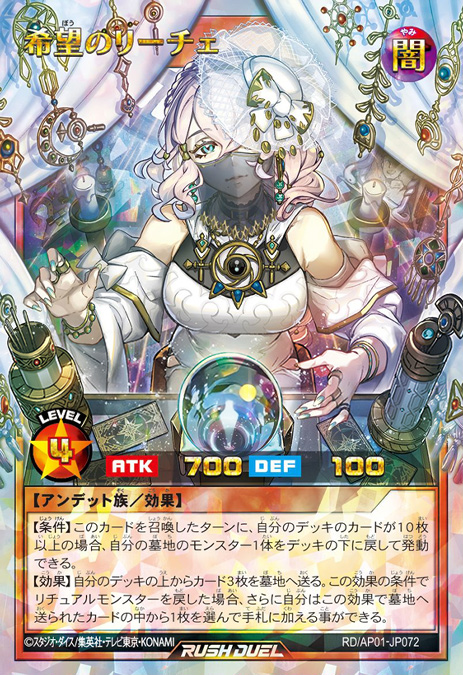 希望のリーチェ
闇
LEVEL
4
ATK 700 DEF 100
【アンデット族／効果】
【条件】このカードを召喚したターンに、自分のデッキのカードが10枚
以上の場合、自分の墓地のモンスター1体をデッキの下に戻して発動
できる。
【効果】自分のデッキの上からカード3枚を墓地へ送る。この効果の条件で
リチュアルモンスターを戻した場合、さらに自分はこの効果で墓地へ
送られたカードの中から1枚を選んで手札に加える事ができる。
©スタジオ・ダイス/集英社・テレビ東京・KONAMI
RUSH DUEL
RD/AP01-JP072